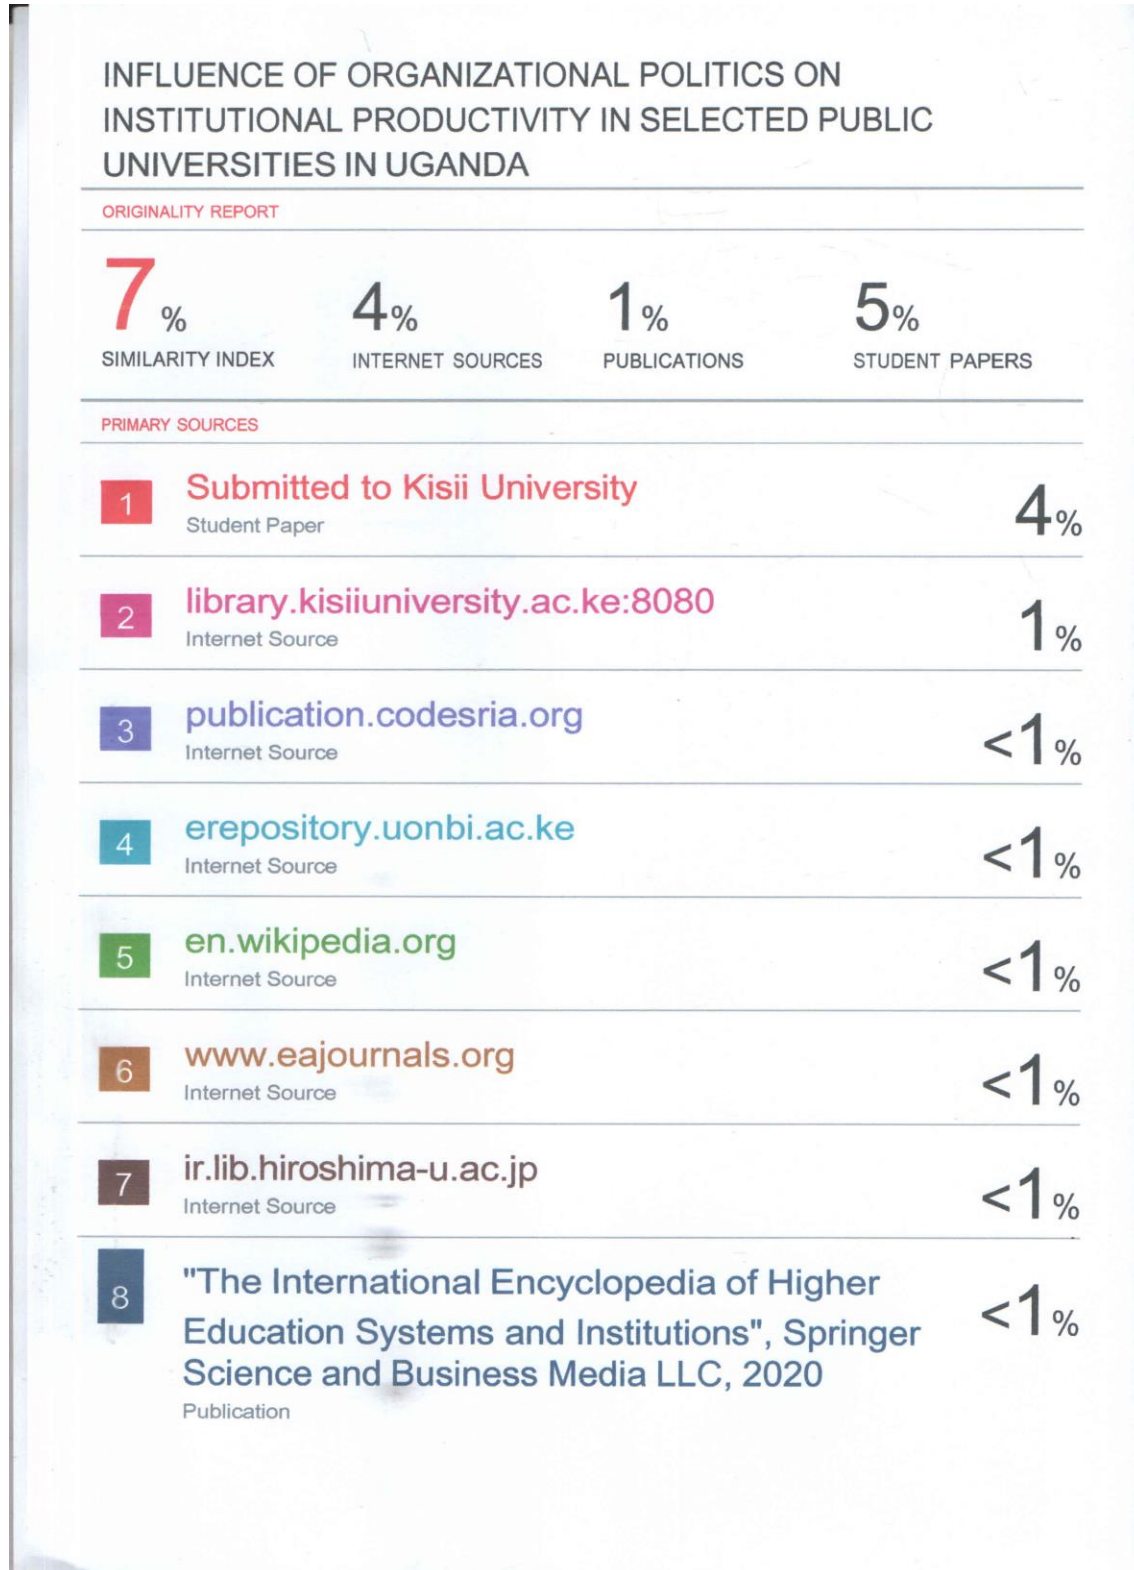 INFLUENCE OF ORGANIZATIONAL POLITICS ON
INSTITUTIONAL PRODUCTIVITY IN SELECTED PUBLIC
UNIVERSITIES IN UGANDA
ORIGINALITY REPORT
7% 4% 1% 5%
SIMILARITY INDEX INTERNET SOURCES PUBLICATIONS STUDENT PAPERS
PRIMARY SOURCES
1 Submitted to Kisii University 4%
Student Paper
2 library.kisiiuniversity.ac.ke:8080 1%
Internet Source
3 publication.codesria.org <1%
Internet Source
4 erepository.uonbi.ac.ke <1%
Internet Source
5 en.wikipedia.org <1%
Internet Source
6 www.eajournals.org <1%
Internet Source
7 ir.lib.hiroshima-u.ac.jp <1%
Internet Source
8 "The International Encyclopedia of Higher <1%
Education Systems and Institutions", Springer
Science and Business Media LLC, 2020
Publication